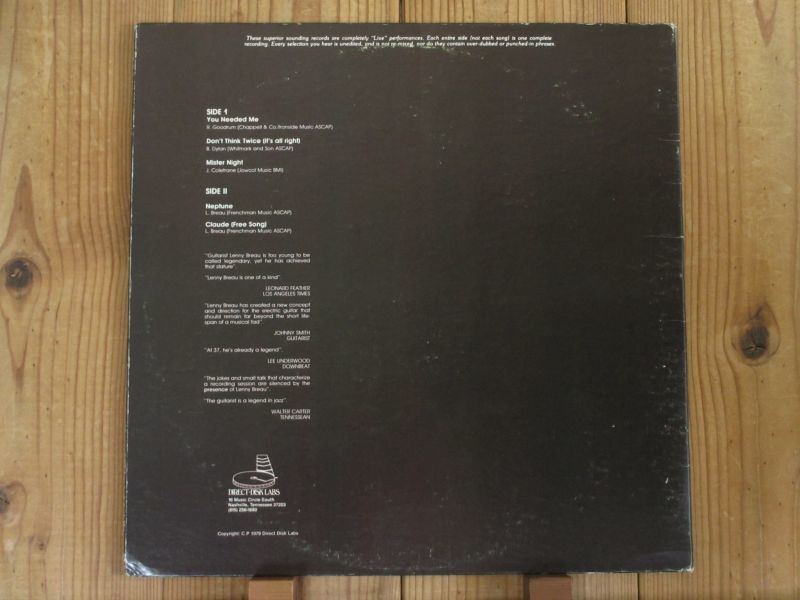 These superior sounding records are completely "Live" performances. Each entire side (not each song) is one complete
recording. Every selection you hear is unedited, and is not re-mixed, nor do they contain over-dubbed or punched-in phrases.
SIDE 1
You Needed Me
R. Goodrum (Chappell & Co./Ironside Music ASCAP)
Don't Think Twice (it's all right)
B. Dylan (Whitmark and Son ASCAP)
Mister Night
J. Coletrane (Jowcol Music BMI)
SIDE II
Neptune
L. Breau (Frenchman Music ASCAP)
Claude (Free Song)
L. Breau (Frenchman Music ASCAP)
"Guitarist Lenny Breau is too young to be
called legendary, yet he has achieved
that stature".
"Lenny Breau is one of a kind".
LEONARD FEATHER
LOS ANGELES TIMES
"Lenny Breau has created a new concept
and direction for the electric guitar that
should remain far beyond the short life-
span of a musical fad".
JOHNNY SMITH
GUITARIST
"At 37, he's already a legend".
LEE UNDERWOOD
DOWNBEAT
"The jokes and small talk that characterize
a recording session are silenced by the
presence of Lenny Breau".
"The guitarist is a legend in jazz".
WALTER CARTER
TENNESSEAN
DIRECT-DISK LABS
16 Music Circle South
Nashville, Tennessee 37203
(615) 256-1680
Copyright: C P 1979 Direct Disk Labs